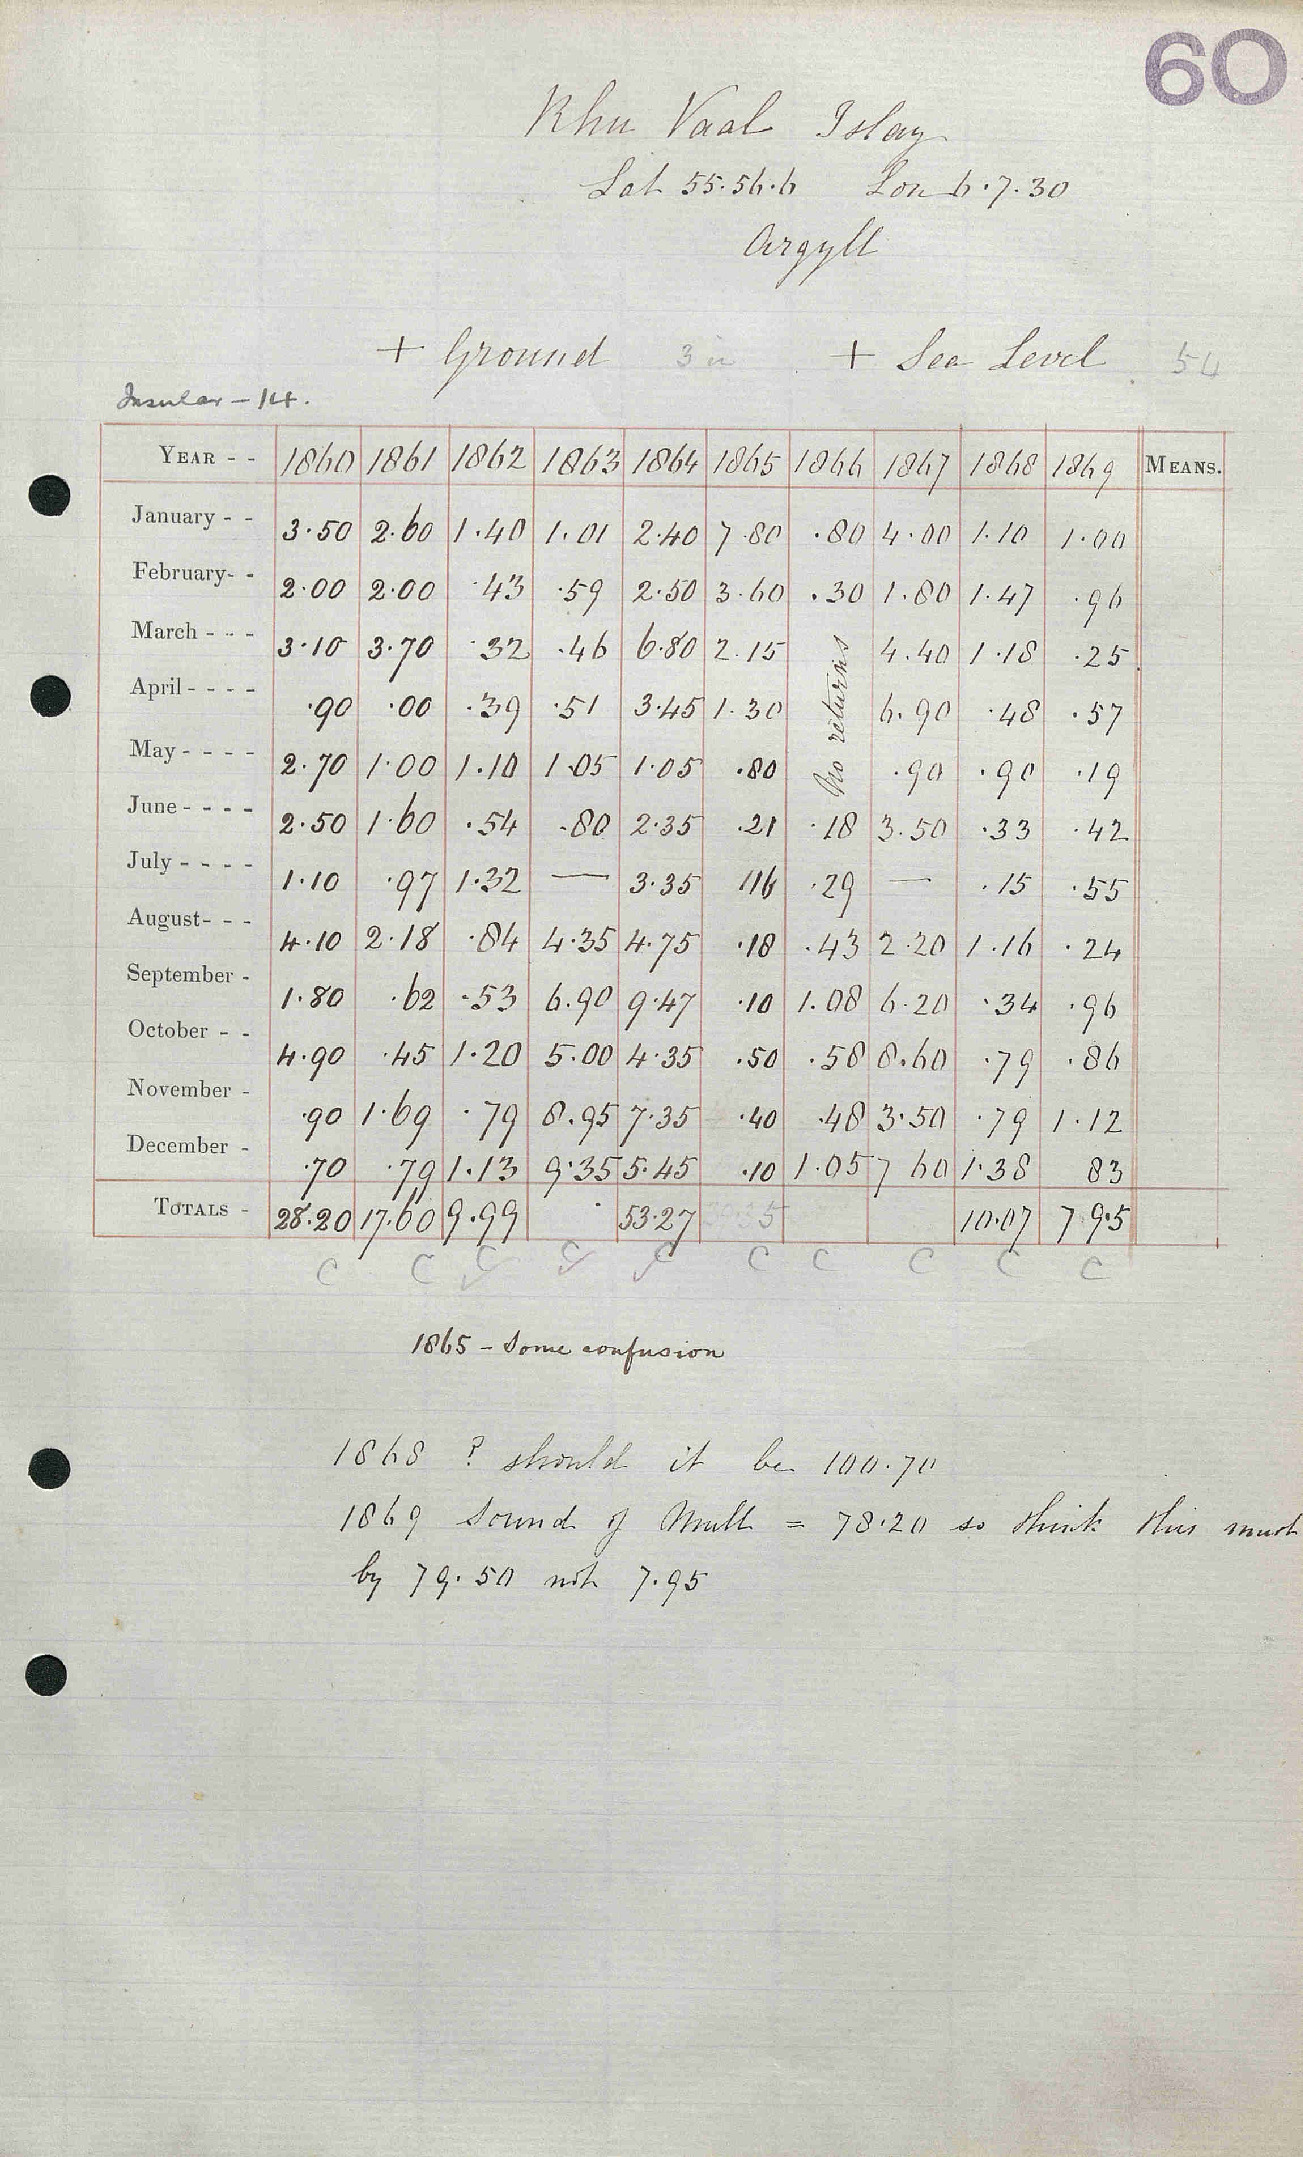 60
Rhu Vaal Islay
Lat 55.56.6 Lon 6.7.30
Argyll
+ Ground 3 in + Sea Level 54
Insular - 14.
YEAR - - 1860 1861 1862 1863 1864 1865 1866 1867 1868 1869 MEANS.
January - - 3.50 2.60 1.40 1.01 2.40 7.80 .80 4.00 1.10 1.00
February- - 2.00 2.00 .43 .59 2.50 3.60 .30 1.80 1.47 .96
March - - - 3.10 3.70 .32 .46 6.80 2.15 4.40 1.18 .25
April - - - - .90 .00 .39 .51 3.45 1.30 6.90 .48 .57
No returns
May - - - - 2.70 1.00 1.10 1.05 1.05 .80 .90 .90 .19
June - - - - 2.50 1.60 .54 .80 2.35 .21 .18 3.50 .33 .42
July - - - - 1.10 .97 1.32 — 3.35 116 .29 — .15 .55
August- - - 4.10 2.18 .84 4.35 4.75 .18 .43 2.20 1.16 .24
September - 1.80 .62 .53 6.90 9.47 .10 1.08 6.20 .34 .96
October - - 4.90 .45 1.20 5.00 4.35 .50 .58 8.60 .79 .86
November - .90 1.69 .79 8.95 7.35 .40 .48 3.50 .79 1.12
December - .70 .79 1.13 9.35 5.45 .10 1.05 7 60 1.38 83
TOTALS - 28.20 17.60 9.99 53.27 10.07 7.95
C C C C C C C C C C
1865 - Some confusion
1868 ? should it be 100.70
1869 Sound of Mull = 78.20 so think this must
by 79.50 not 7.95